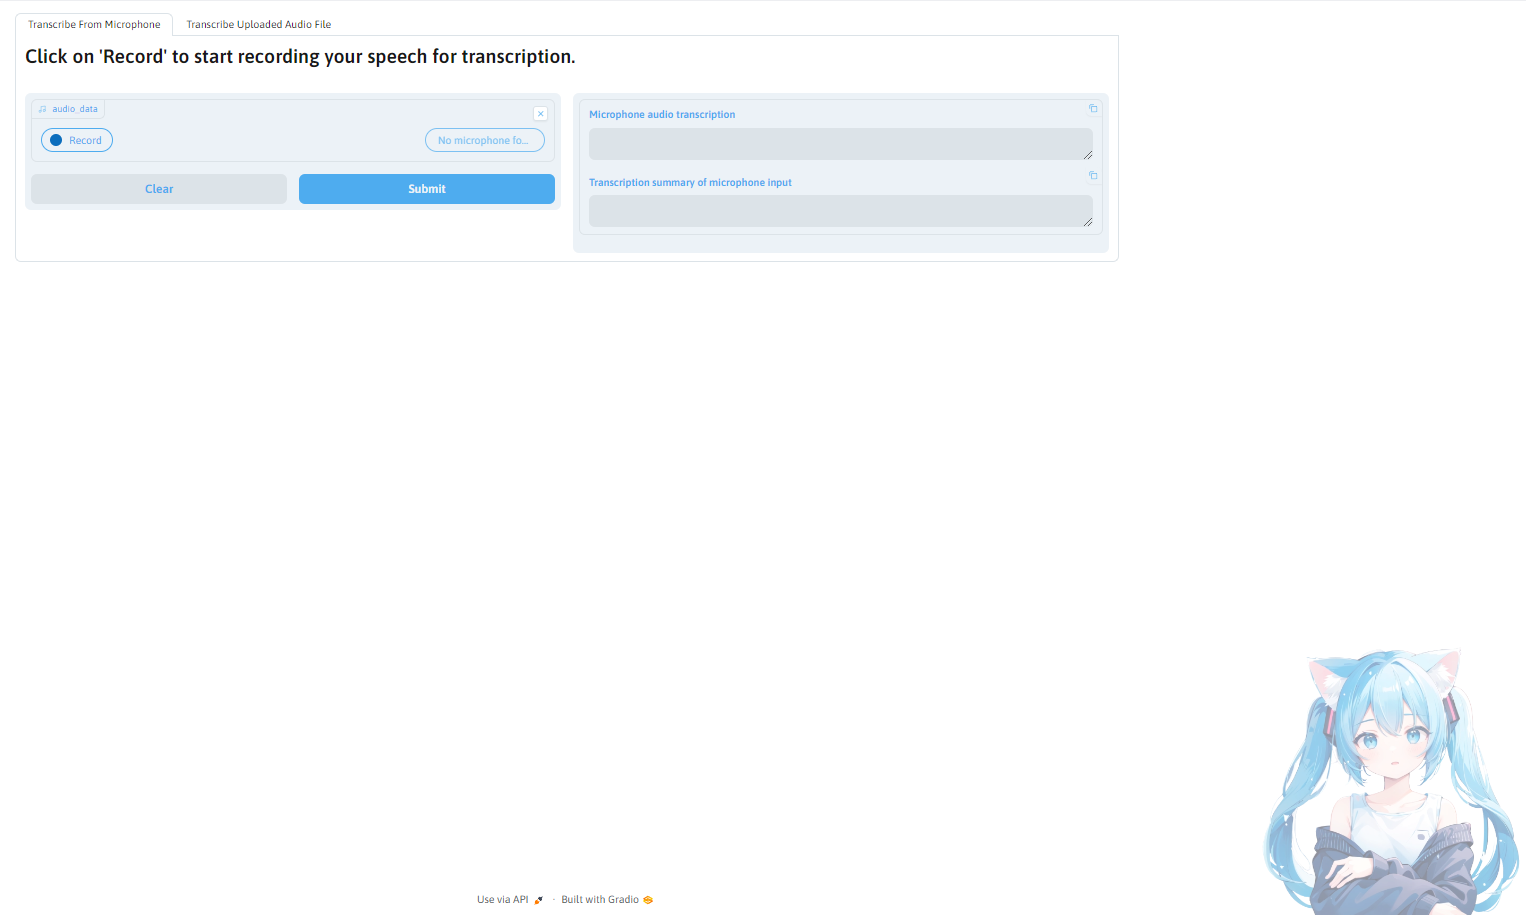 Transcribe From Microphone
Transcribe Uploaded Audio File
Click on 'Record' to start recording your speech for transcription.
audio_data
Record
No microphone fo...
Clear
Submit
Microphone audio transcription
Transcription summary of microphone input
Use via API · Built with Gradio